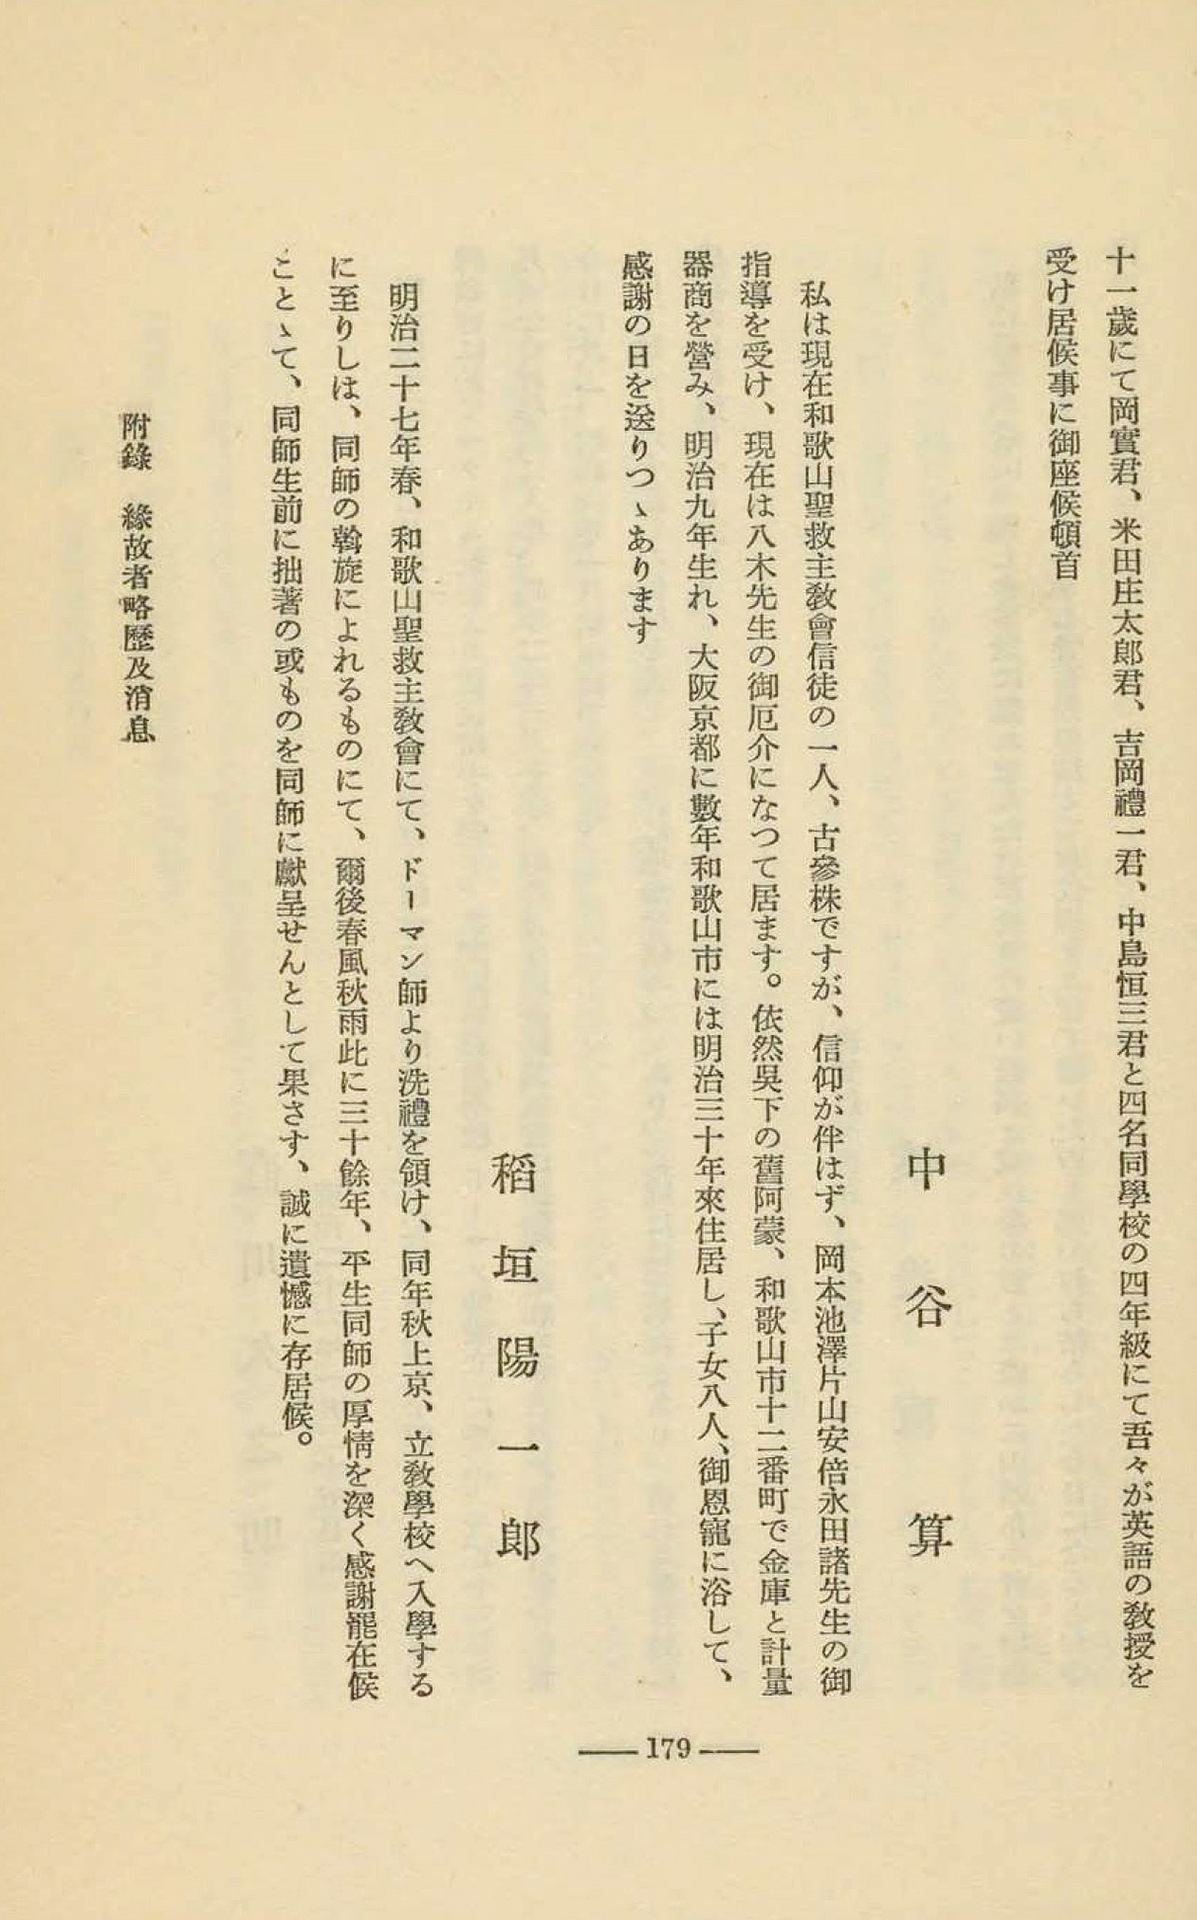 十一歲にて岡實君、米田庄太郎君、吉岡禮一君、中島恒三君と四名同學校の四年級にて吾々が英語の敎授を
受け居候事に御座候頓首
中谷算
私は現在和歌山聖救主敎會信徒の一人、古參株ですが、信仰が伴はず、岡本池澤片山安倍永田諸先生の御
指導を受け、現在は八木先生の御厄介になつて居ます。依然吳下の舊阿蒙、和歌山市十二番町で金庫と計量
器商を營み、明治九年生れ、大阪京都に數年和歌山市には明治三十年來住居し、子女八人、御恩寵に浴して、
感謝の日を送りつゝあります
稻垣陽一郎
明治二十七年春、和歌山聖救主敎會にて、ドーマン師より洗禮を領け、同年秋上京、立敎學校へ入學する
に至りしは、同師の斡旋によれるものにて、爾後春風秋雨此に三十餘年、平生同師の厚情を深く感謝罷在候
ことゝて、同師生前に拙著の或ものを同師に獻呈せんとして果さす、誠に遺憾に存居候。
附錄　緣故者略歷及消息
—179—